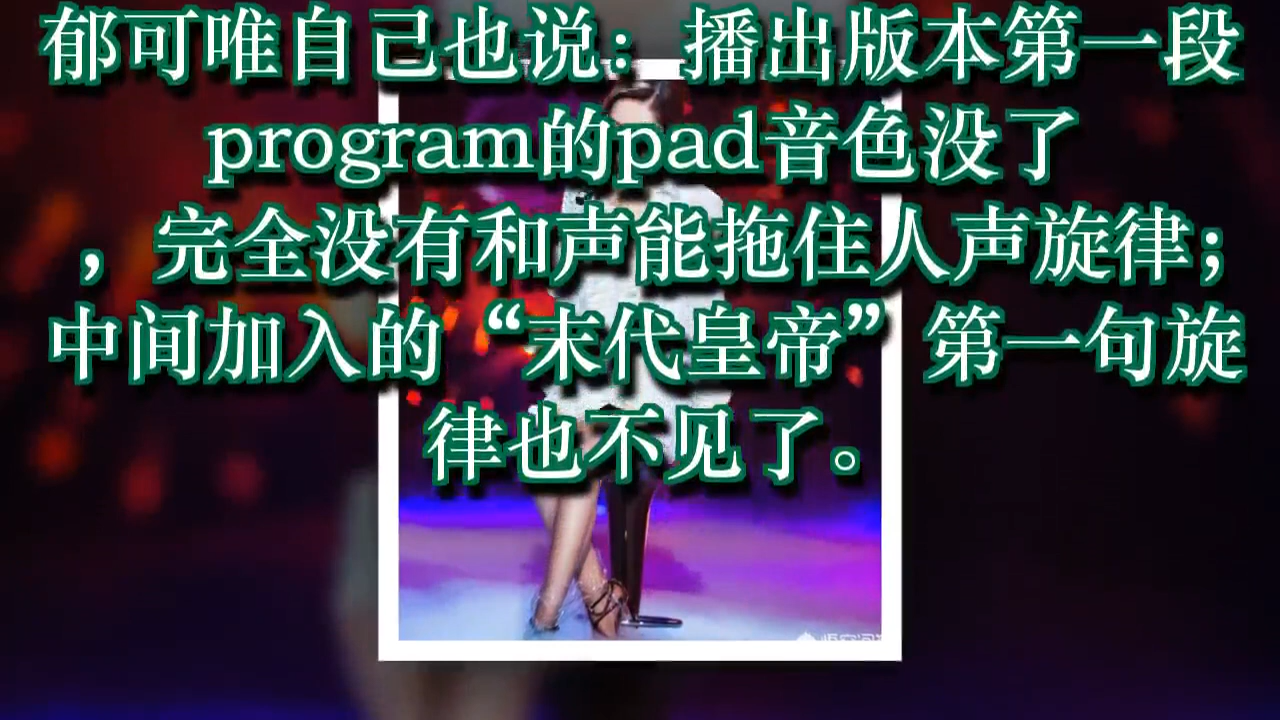 郁可唯自己也说：播出版本第一段
program的pad音色没了
，完全没有和声能拖住人声旋律；
中间加入的“末代皇帝”第一句旋
律也不见了。